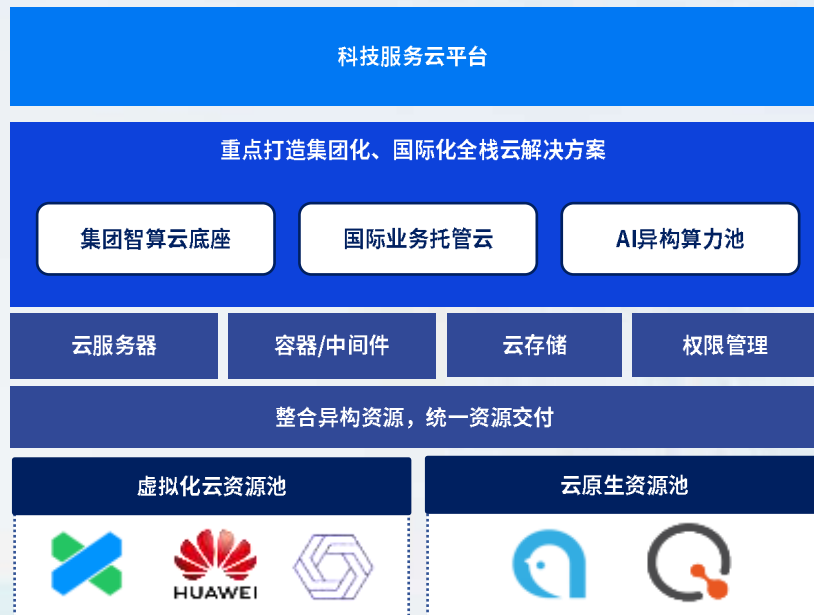 科技服务云平台
重点打造集团化、国际化全栈云解决方案
集团智算云底座
国际业务托管云
AI异构算力池
云服务器
容器/中间件
云存储
权限管理
整合异构资源，统一资源交付
虚拟化云资源池
云原生资源池
HUAWEI